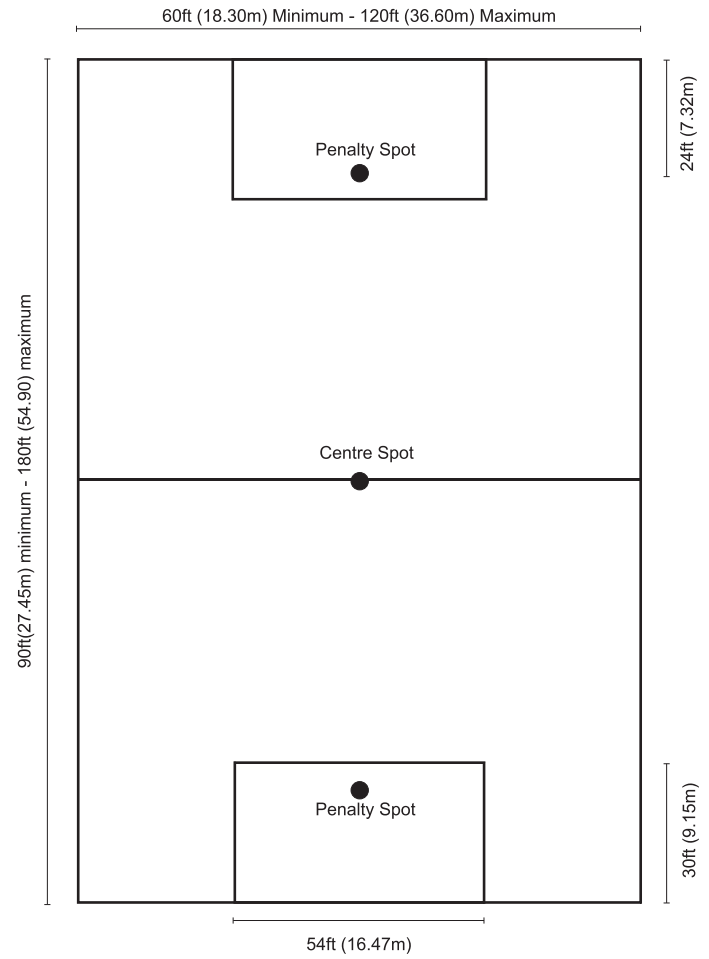 60ft (18.30m) Minimum - 120ft (36.60m) Maximum
24ft (7.32m)
Penalty Spot
90ft(27.45m) minimum - 180ft (54.90) maximum
Centre Spot
Penalty Spot
30ft (9.15m)
54ft (16.47m)